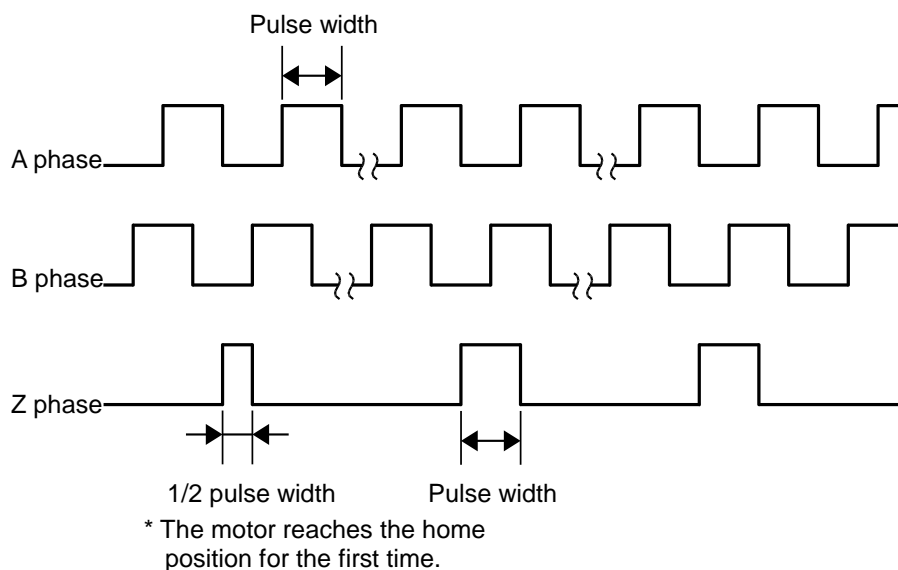 Pulse width
A phase
B phase
Z phase
1/2 pulse width
Pulse width
* The motor reaches the home
position for the first time.